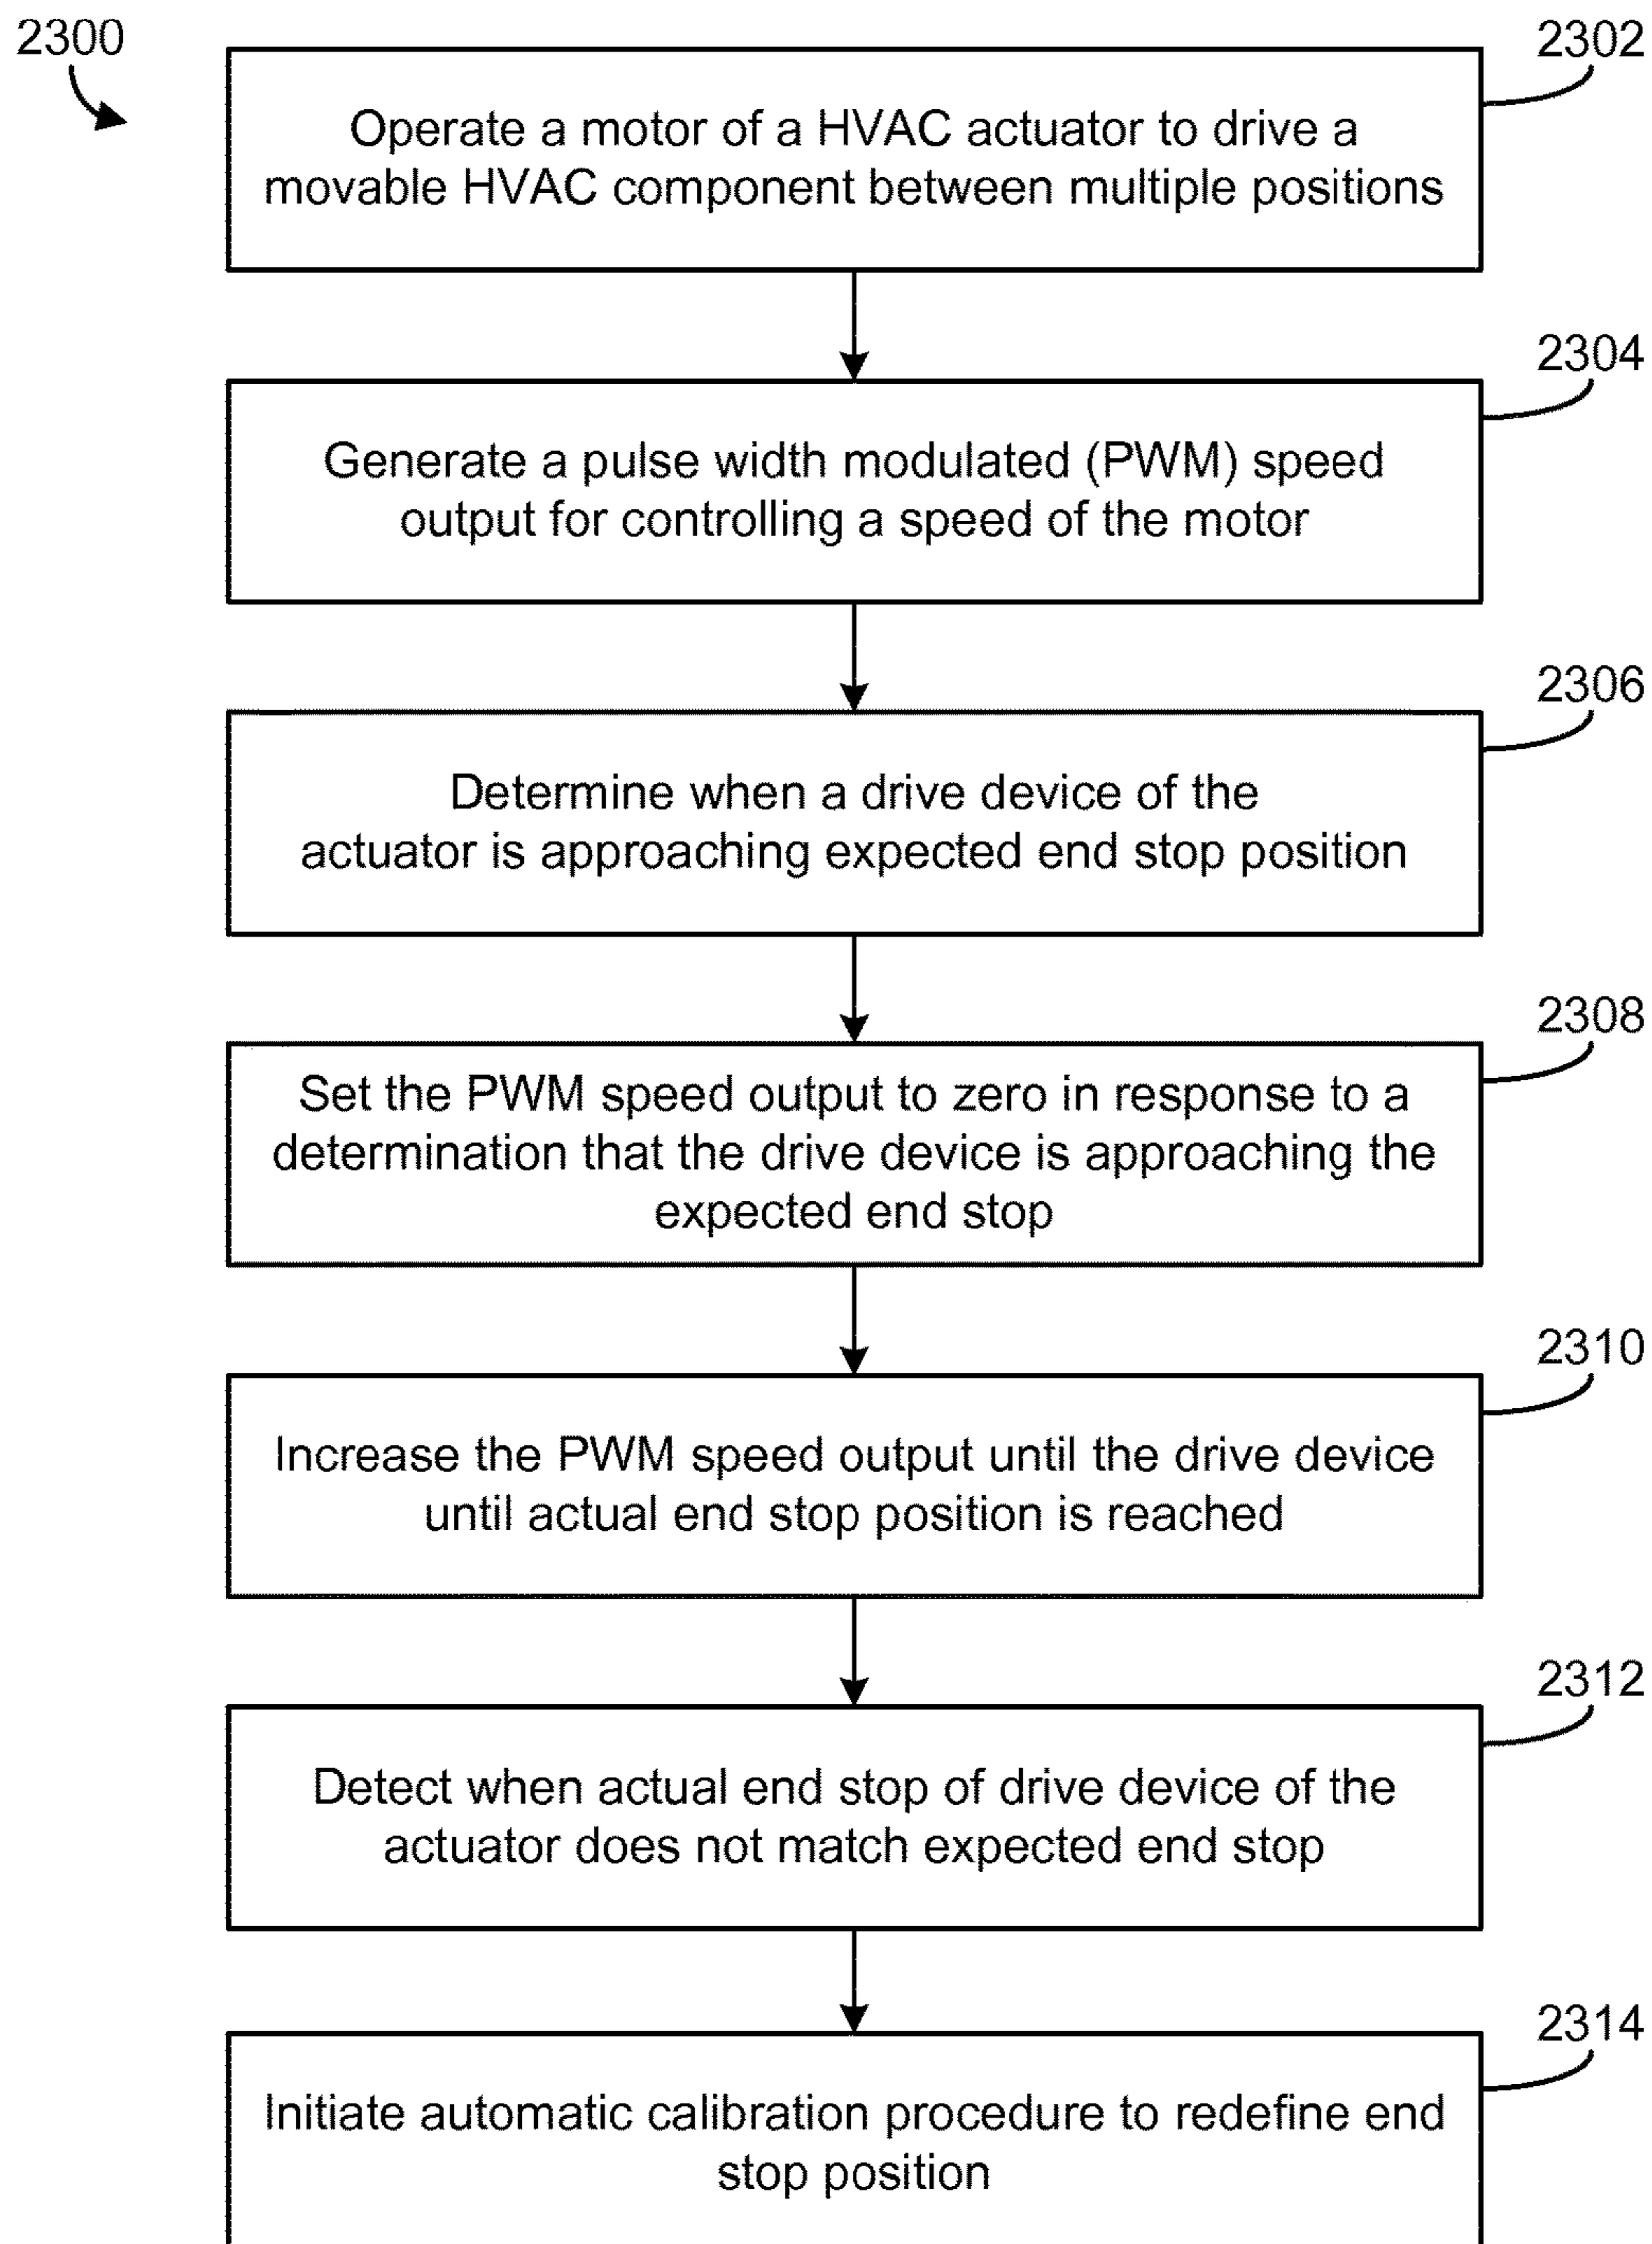 2300
2302
Operate a motor of a HVAC actuator to drive a
movable HVAC component between multiple positions
2304
Generate a pulse width modulated (PWM) speed
output for controlling a speed of the motor
2306
Determine when a drive device of the
actuator is approaching expected end stop position
2308
Set the PWM speed output to zero in response to a
determination that the drive device is approaching the
expected end stop
2310
Increase the PWM speed output until the drive device
until actual end stop position is reached
2312
Detect when actual end stop of drive device of the
actuator does not match expected end stop
2314
Initiate automatic calibration procedure to redefine end
stop position